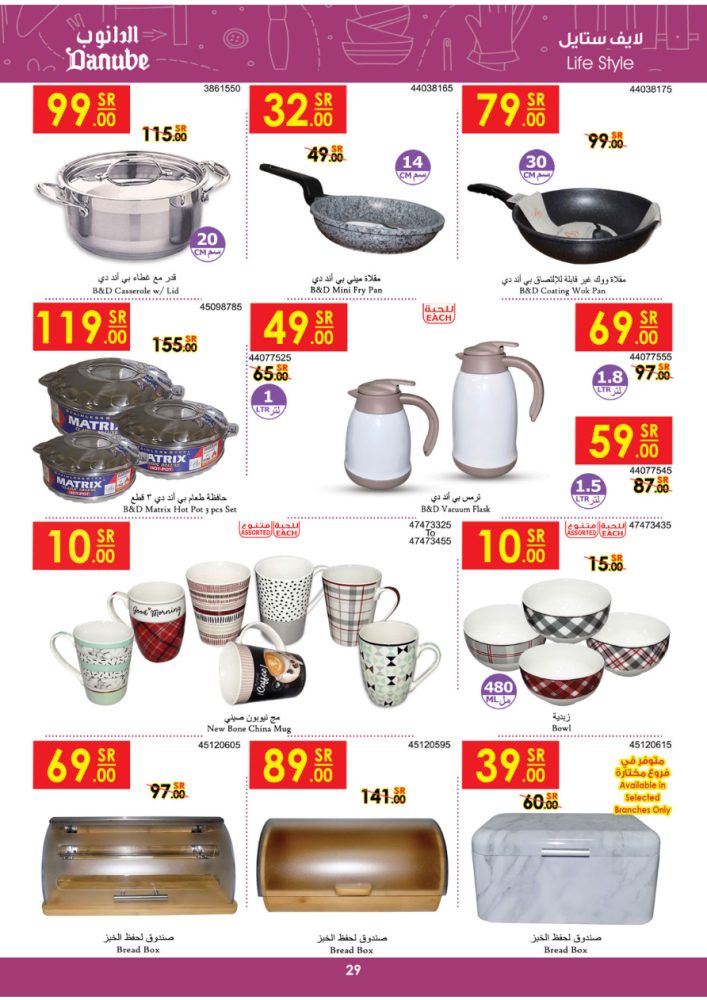 الدانوب
Danube
لايف ستايل
Life Style
3861550
99.00 SR
115.00 SR
20 CM سم
قدر مع غطاء بي أند دي
B&D Casserole w/ Lid
44038165
32.00 SR
49.00 SR
14 CM سم
مقلاة ميني بي أند دي
B&D Mini Fry Pan
44038175
79.00 SR
99.00 SR
30 CM سم
مقلاة ووك غير قابلة للإلتصاق بي أند دي
B&D Coating Wok Pan
45098785
119.00 SR
155.00 SR
MATRIX
HOT-POT
MATRIX
HOT-POT
حافظة طعام بي أند دي ٣ قطع
B&D Matrix Hot Pot 3 pcs Set
49.00 SR
للحبة
EACH
44077525
65.00 SR
1 LTR لتر
69.00 SR
44077555
97.00 SR
1.8 LTR لتر
59.00 SR
44077545
87.00 SR
1.5 LTR لتر
ترمس بي أند دي
B&D Vacuum Flask
10.00 SR
متنوع للحبة
ASSORTED EACH
47473325
To
47473455
Good Morning
Coffee!
مج نيوبون صيني
New Bone China Mug
10.00 SR
متنوع للحبة
ASSORTED EACH
47473435
15.00 SR
480 ML مل
زبدية
Bowl
45120605
69.00 SR
97.00 SR
صندوق لحفظ الخبز
Bread Box
45120595
89.00 SR
141.00 SR
صندوق لحفظ الخبز
Bread Box
45120615
39.00 SR
60.00 SR
متوفر في
فروع مختارة
Available in
Selected
Branches Only
صندوق لحفظ الخبز
Bread Box
29